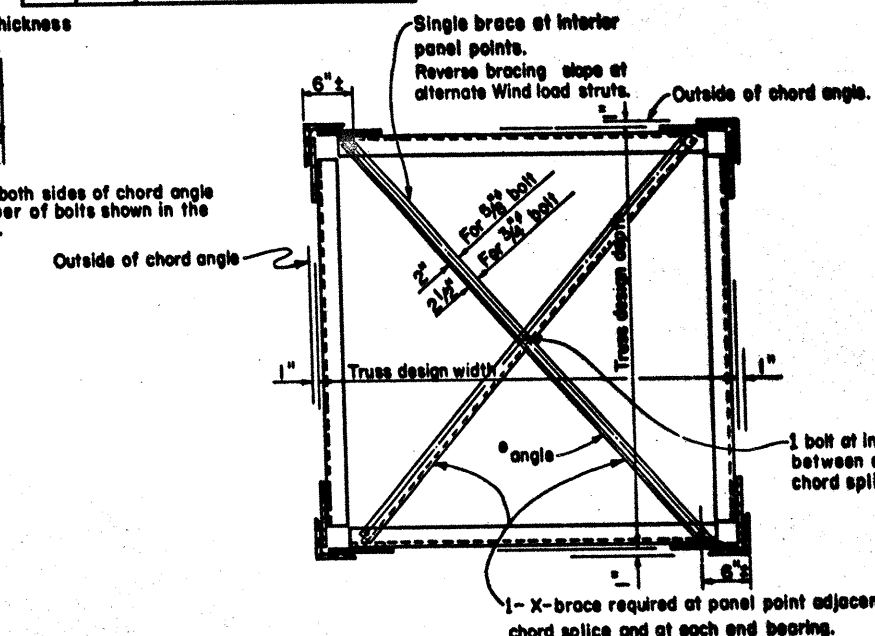 hickness
Single brace at interior
panel points.
Reverse bracing slope at
alternate Wind load struts.
6"±
1"
Outside of chord angle.
both sides of chord angle
er of bolts shown in the
Outside of chord angle
For 5/8"ø bolt
For 3/4"ø bolt
2"
2 1/2"
Truss design depth
1"
Truss design width
1"
angle
1 bolt at in
between
chord spli
1"
6"±
1- X-brace required at panel point adjacen
chord splice and at each end bearing.